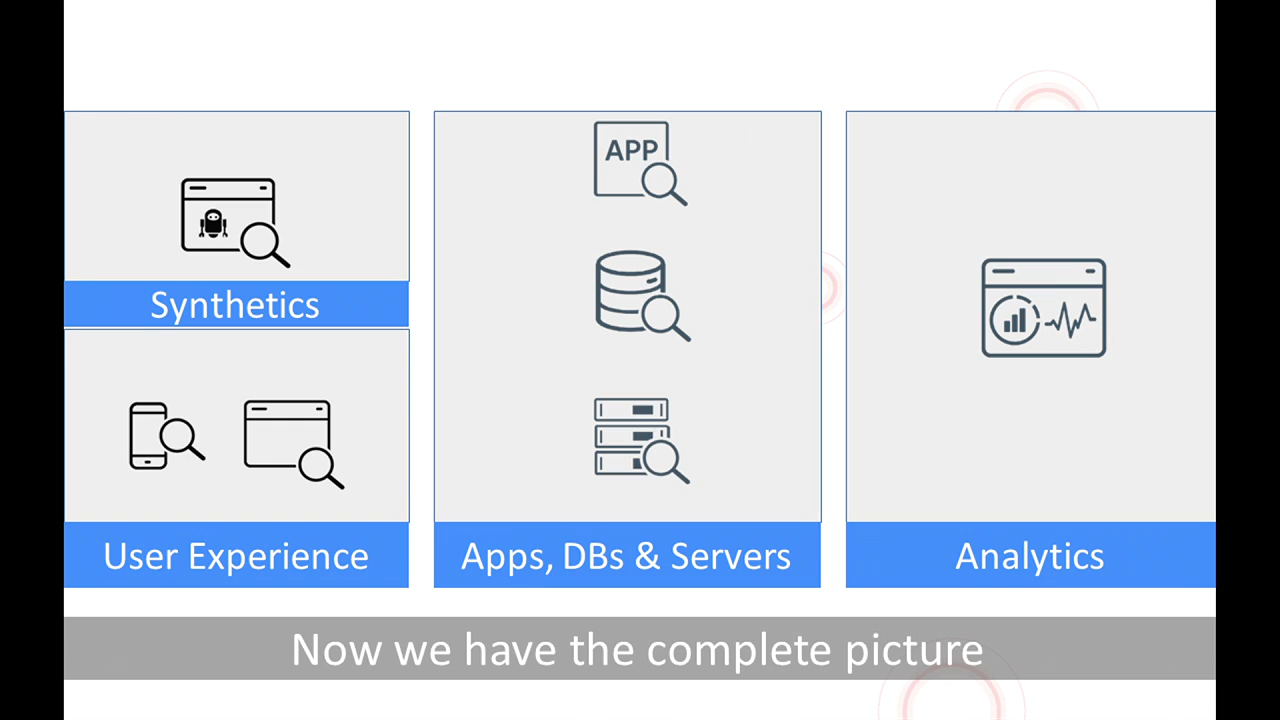 Synthetics
User Experience
APP
Apps, DBs & Servers
Analytics
Now we have the complete picture